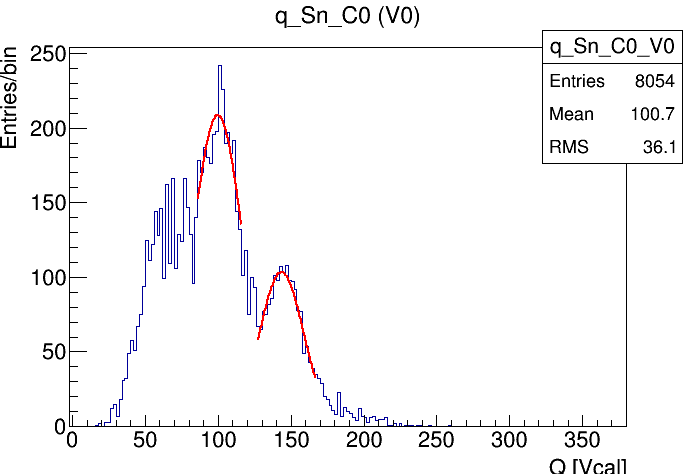 q_Sn_C0 (V0)
q_Sn_C0_V0
Entries 8054
Mean 100.7
RMS 36.1
Entries/bin
250
200
150
100
50
0
0 50 100 150 200 250 300 350
Q [Vcal]